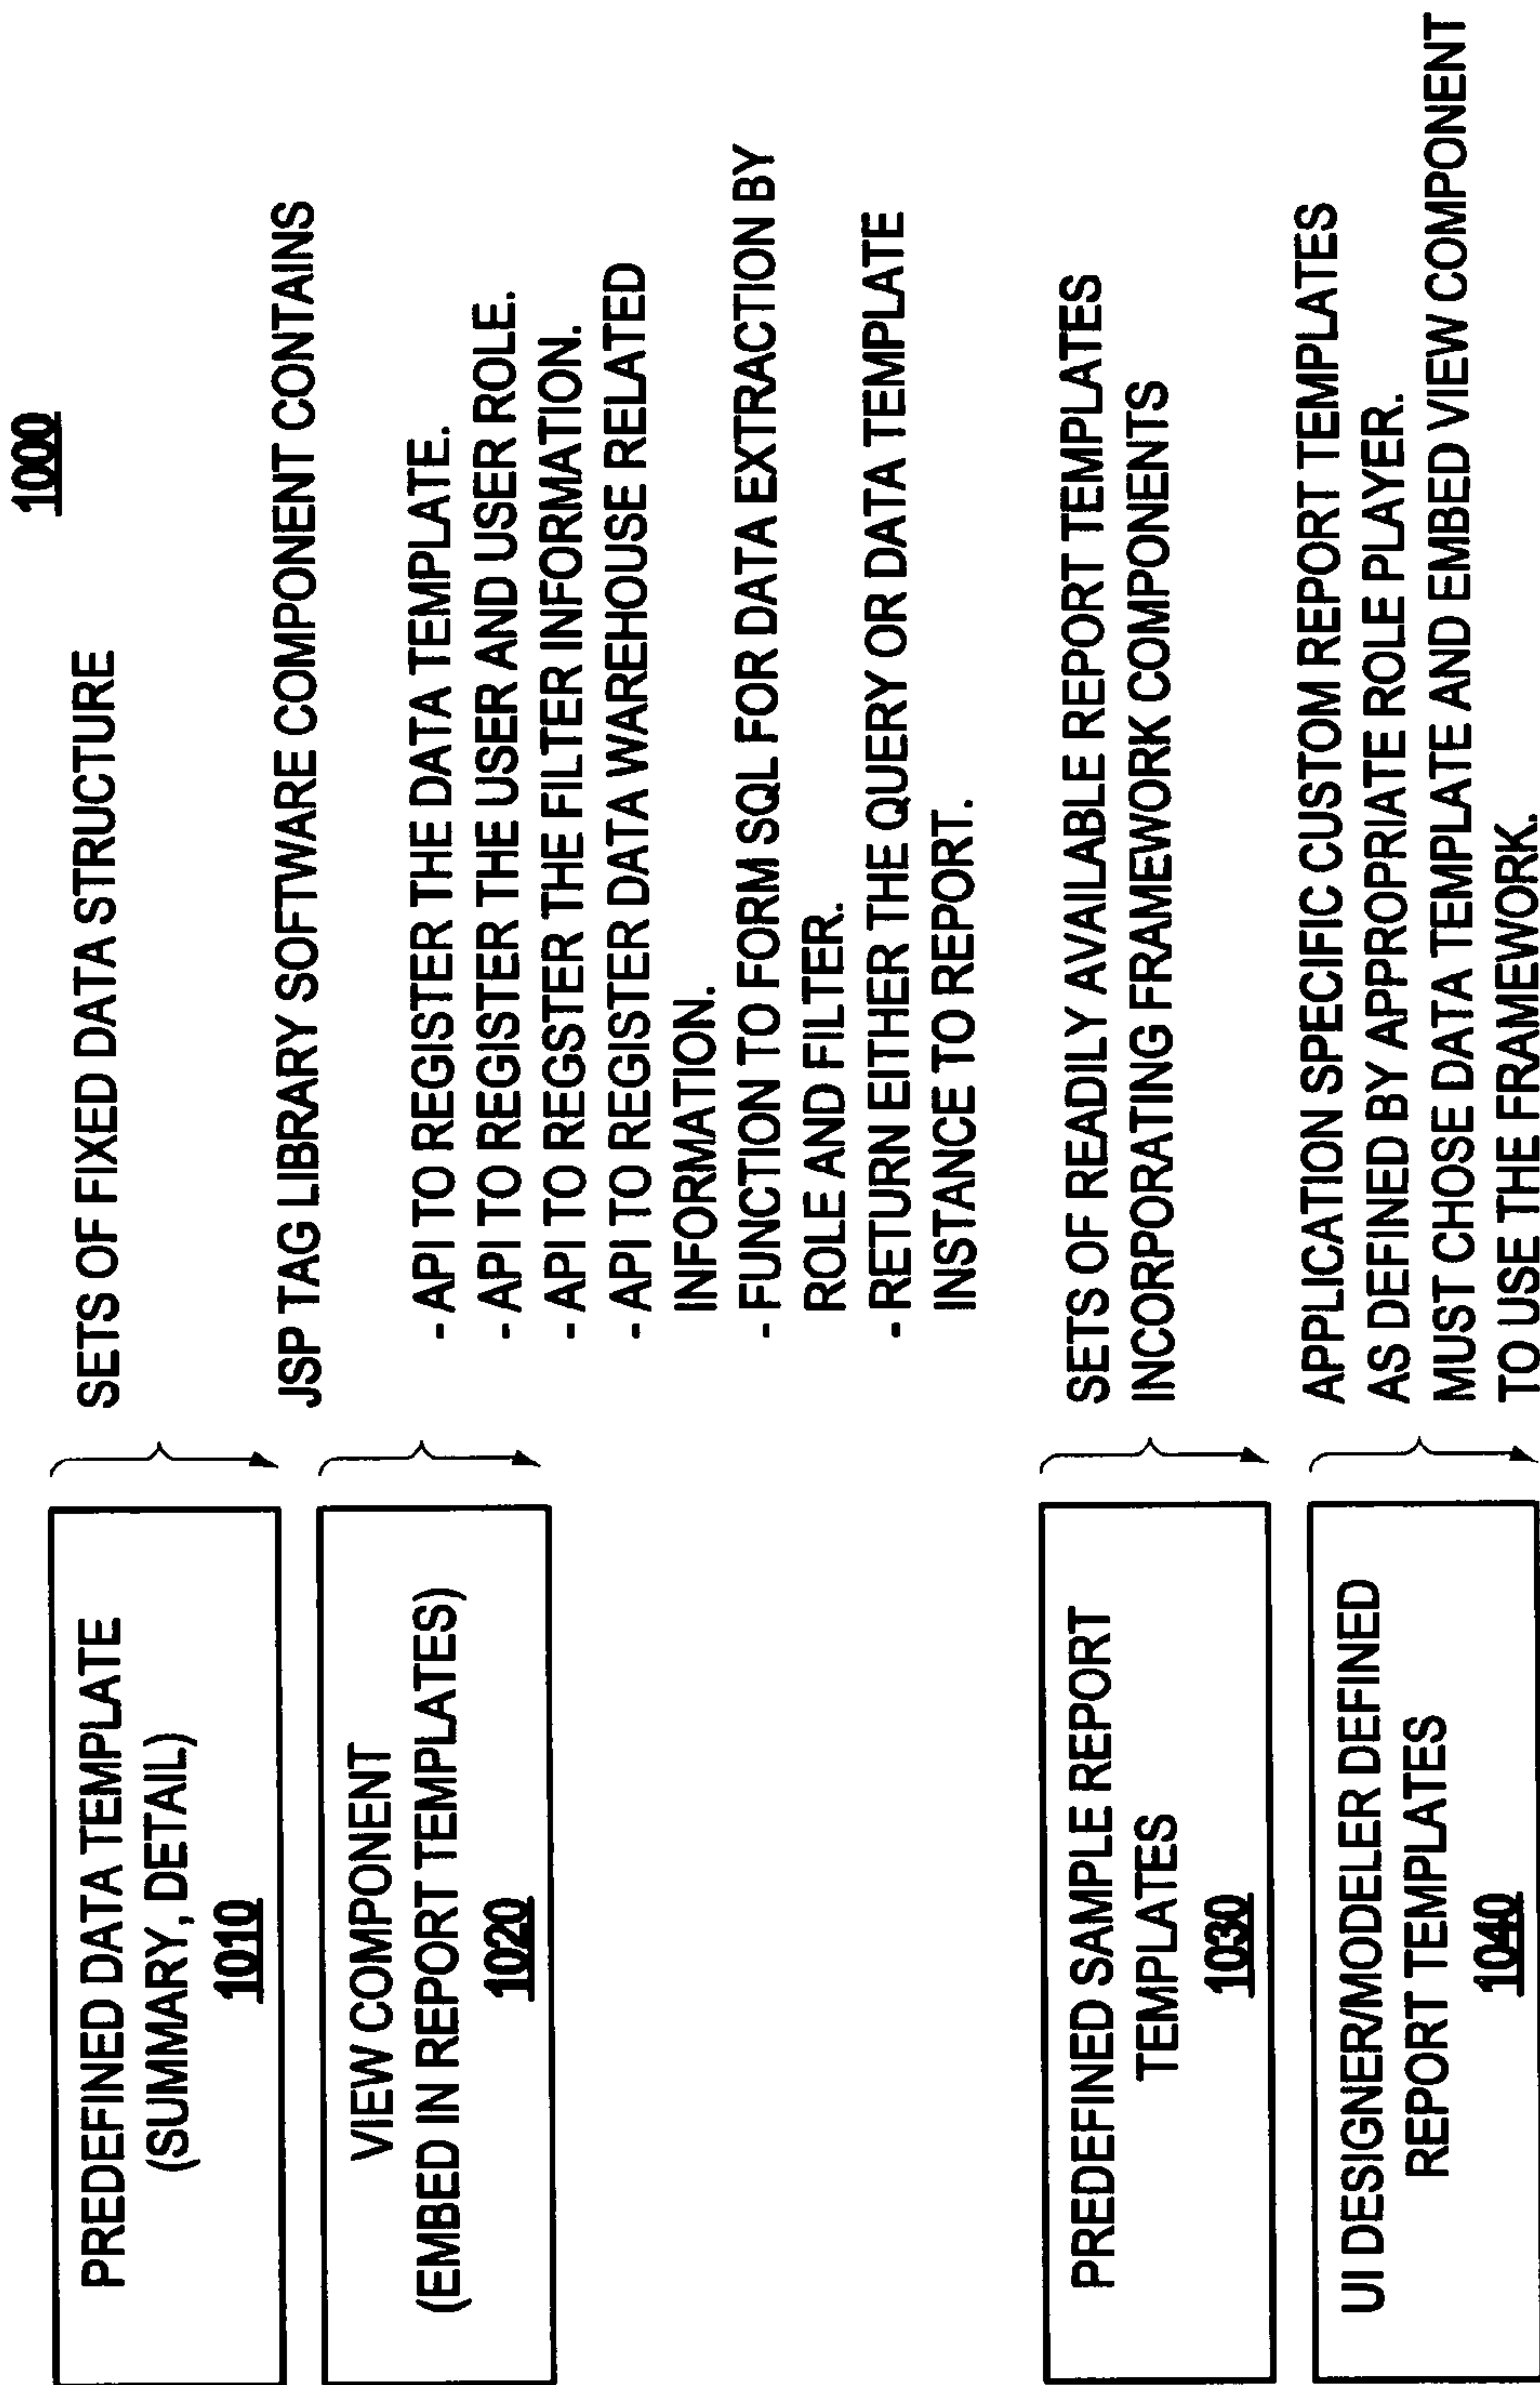 1000
PREDEFINED DATA TEMPLATE
(SUMMARY, DETAIL)
1010
SETS OF FIXED DATA STRUCTURE
VIEW COMPONENT
(EMBED IN REPORT TEMPLATES)
1020
JSP TAG LIBRARY SOFTWARE COMPONENT CONTAINS
- API TO REGISTER THE DATA TEMPLATE.
- API TO REGISTER THE USER AND USER ROLE.
- API TO REGSTER THE FILTER INFORMATION.
- API TO REGISTER DATA WAREHOUSE RELATED
INFORMATION.
- FUNCTION TO FORM SQL FOR DATA EXTRACTION BY
ROLE AND FILTER.
- RETURN EITHER THE QUERY OR DATA TEMPLATE
INSTANCE TO REPORT.
PREDEFINED SAMPLE REPORT
TEMPLATES
1030
SETS OF READILY AVAILABLE REPORT TEMPLATES
INCORPORATING FRAMEWORK COMPONENTS
UI DESIGNER/MODELER DEFINED
REPORT TEMPLATES
1040
APPLICATION SPECIFIC CUSTOM REPORT TEMPLATES
AS DEFINED BY APPROPRIATE ROLE PLAYER.
MUST CHOSE DATA TEMPLATE AND EMBED VIEW COMPONENT
TO USE THE FRAMEWORK.